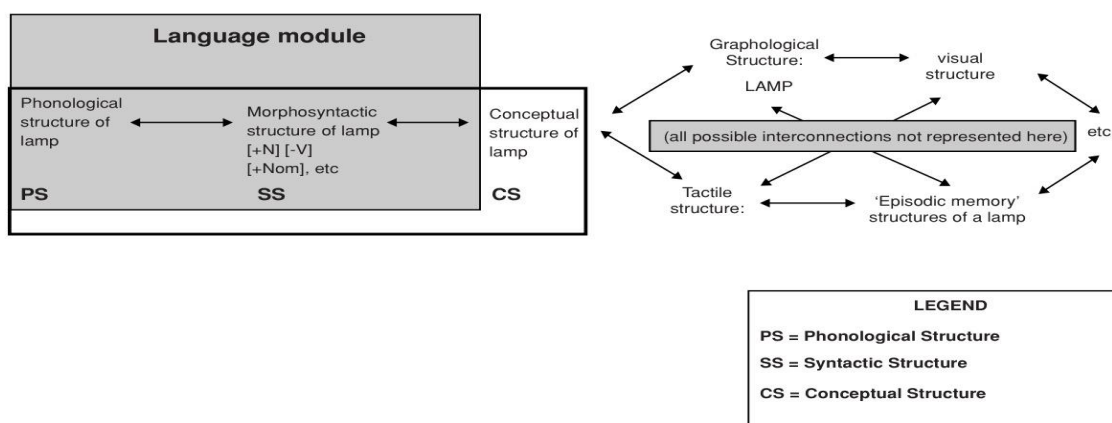 Language module
Phonological
structure of
lamp
PS
Morphosyntactic
structure of lamp
[+N] [-V]
[+Nom], etc
SS
Conceptual
structure of
lamp
CS
Graphological
Structure:
LAMP
visual
structure
(all possible interconnections not represented here)
etc
Tactile
structure:
‘Episodic memory’
structures of a lamp
LEGEND
PS = Phonological Structure
SS = Syntactic Structure
CS = Conceptual Structure